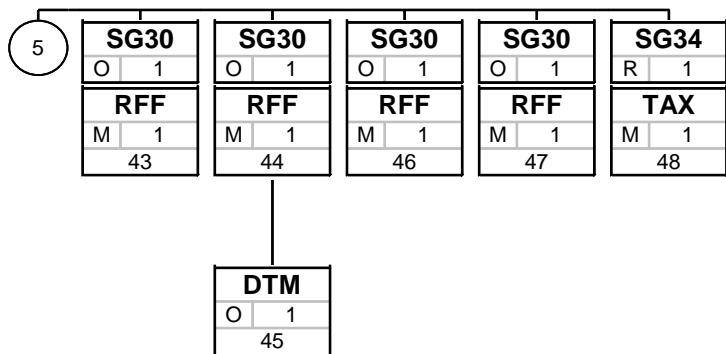 5
SG30 SG30 SG30 SG30 SG34
O 1 O 1 O 1 O 1 R 1
RFF RFF RFF RFF TAX
M 1 M 1 M 1 M 1 M 1
43 44 46 47 48
DTM
O 1
45